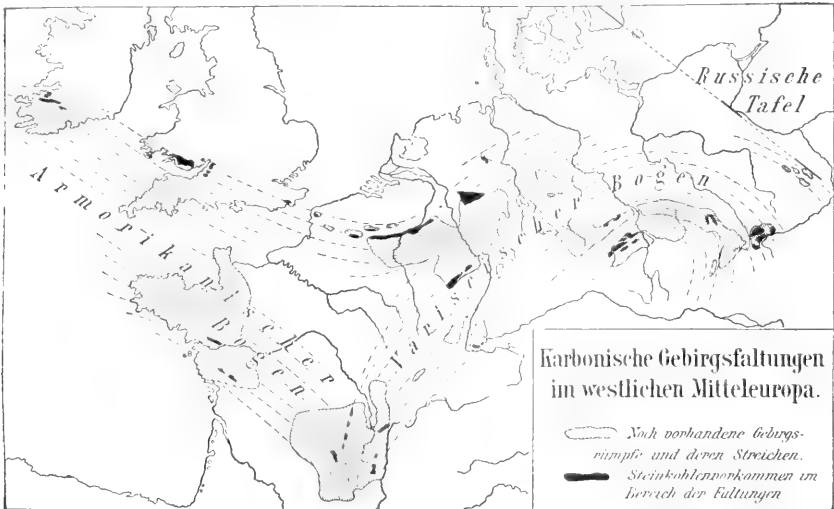 Russische
Tafel
Armorikanischer
Bogen
Variscischer Bogen
Karbonische Gebirgsfaltungen
im westlichen Mitteleuropa.
Noch vorhandene Gebirgs-
rümpfe und deren Streichen.
Steinkohlenvorkommen im
Bereich der Faltungen